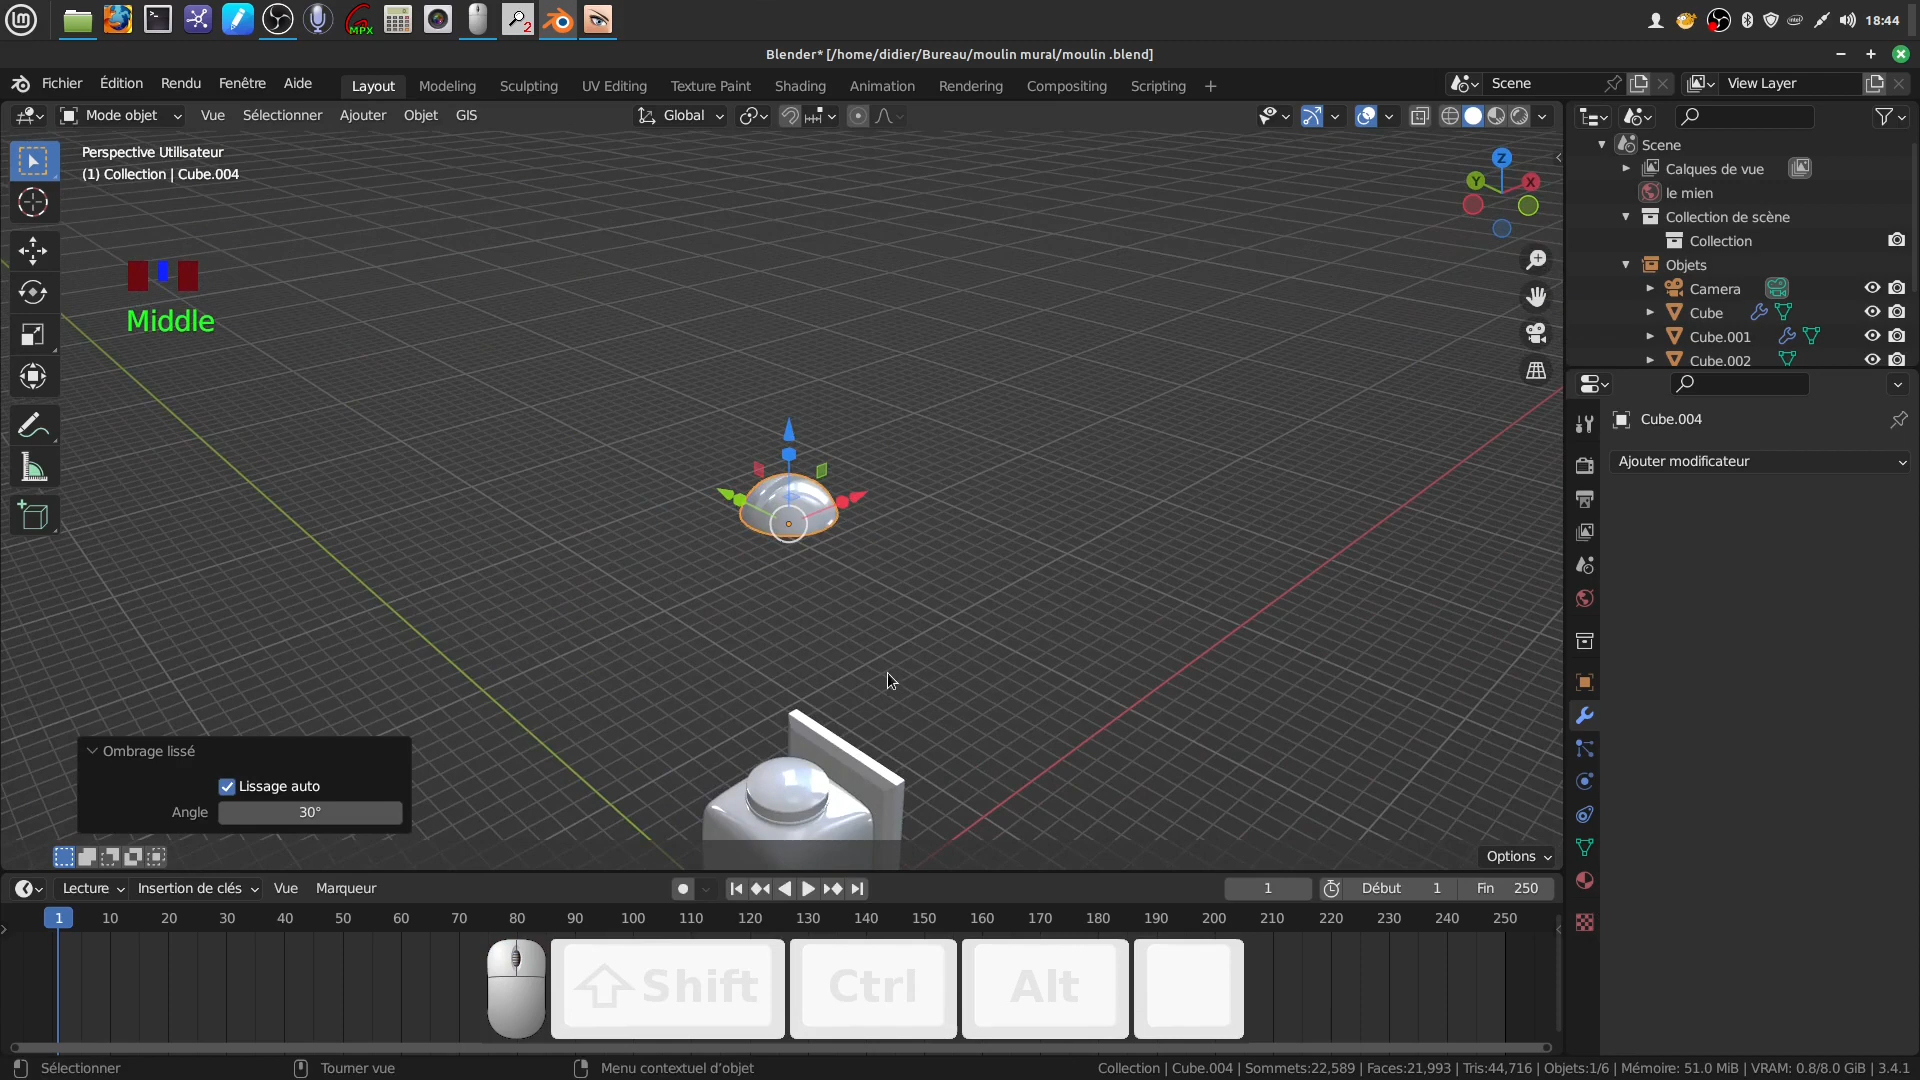 MPX
2
18:44
Blender* [/home/didier/Bureau/moulin mural/moulin .blend]
Fichier Édition Rendu Fenêtre Aide Layout Modeling Sculpting UV Editing Texture Paint Shading Animation Rendering Compositing Scripting + Scene View Layer
Mode objet Vue Sélectionner Ajouter Objet GIS Global
Perspective Utilisateur
(1) Collection | Cube.004
Z
Y
X
Middle
Scene
Calques de vue
le mien
Collection de scène
Collection
Objets
Camera
Cube
Cube.001
Cube.002
Cube.004
Ajouter modificateur
Ombrage lissé
Lissage auto
Angle 30°
Options
Lecture Insertion de clés Vue Marqueur 1 Début 1 Fin 250
1 10 20 30 40 50 60 70 80 90 100 110 120 130 140 150 160 170 180 190 200 210 220 230 240 250
Shift Ctrl Alt
Sélectionner Tourner vue Menu contextuel d'objet Collection | Cube.004 | Sommets:22,589 | Faces:21,993 | Tris:44,716 | Objets:1/6 | Mémoire: 51.0 MiB | VRAM: 0.8/8.0 GiB | 3.4.1